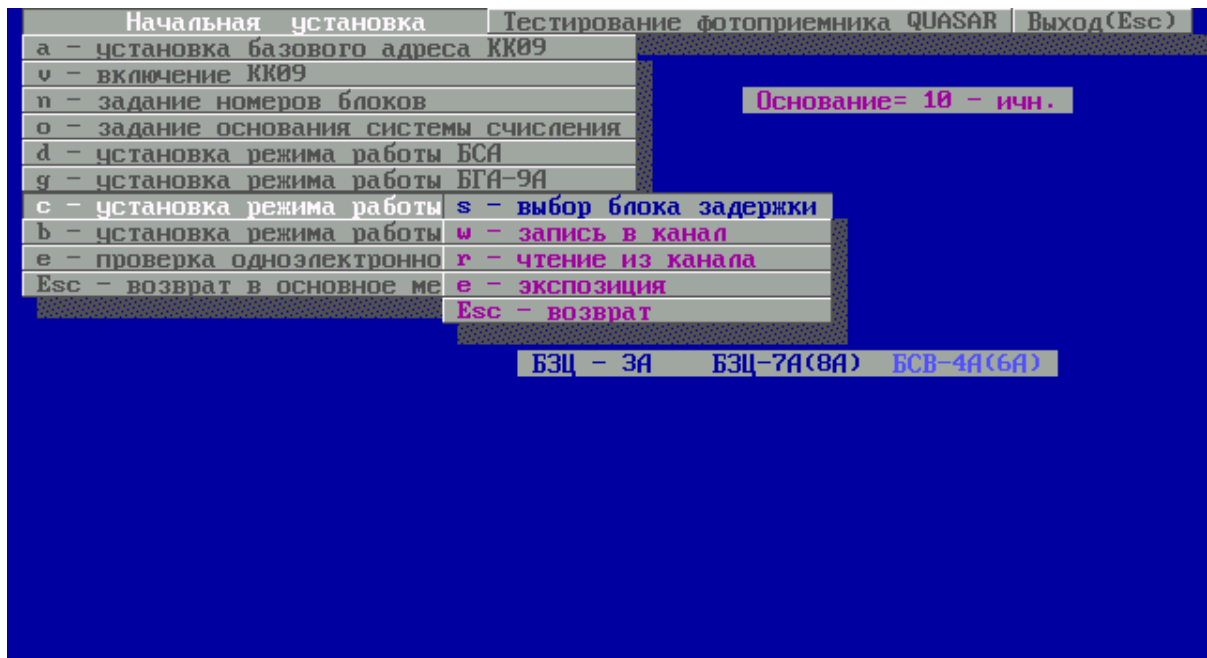 Начальная установка Тестирование фотоприемника QUASAR Выход(Esc)
a - установка базового адреса КК09
v - включение КК09
n - задание номеров блоков
Основание= 10 - ичн.
o - задание основания системы счисления
d - установка режима работы БСА
g - установка режима работы БГА-9А
c - установка режима работы
b - установка режима работы
e - проверка одноэлектронно
Esc - возврат в основное ме
s - выбор блока задержки
w - запись в канал
r - чтение из канала
e - экспозиция
Esc - возврат
БЗЦ - 3А БЗЦ-7А(8А) БСВ-4А(6А)